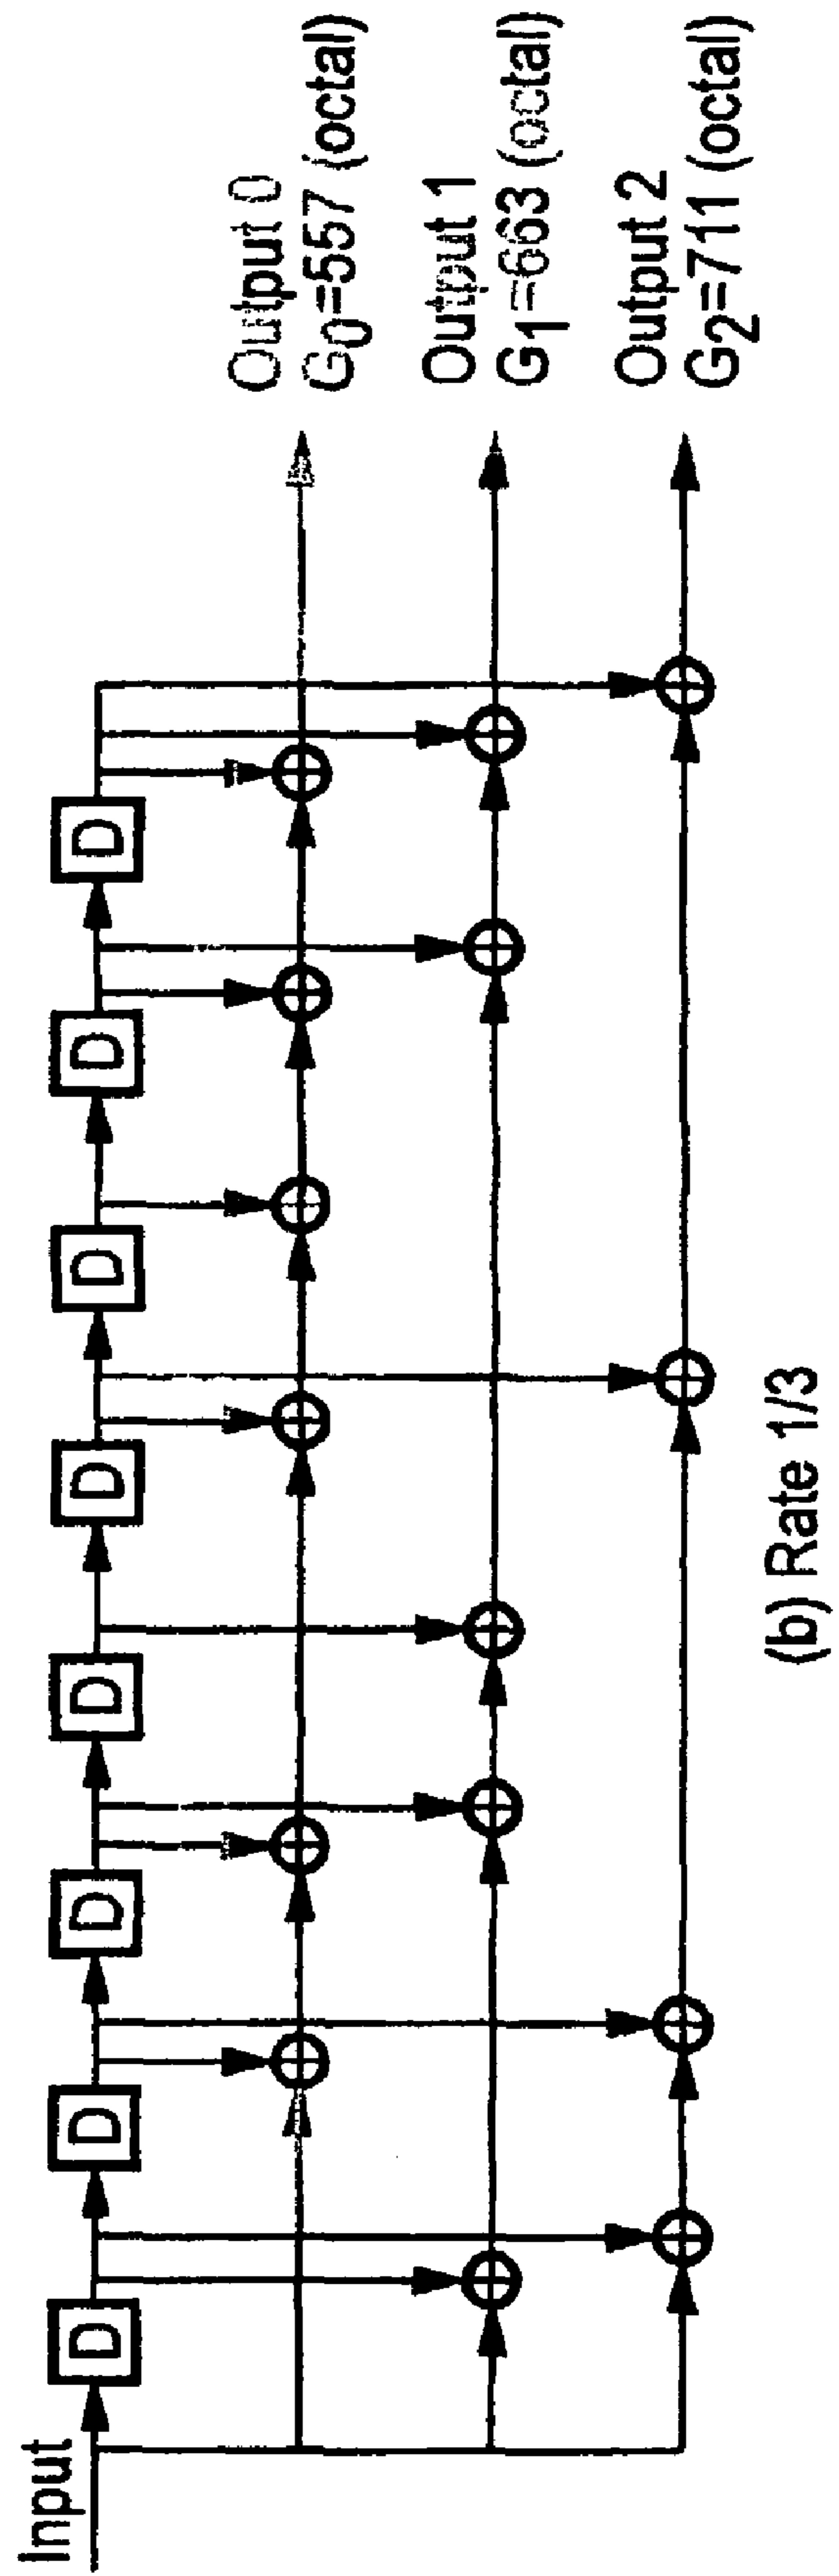 Input
D
D
D
D
D
D
D
D
Output 0
G0=557 (octal)
Output 1
G1=663 (octal)
Output 2
G2=711 (octal)
(b) Rate 1/3